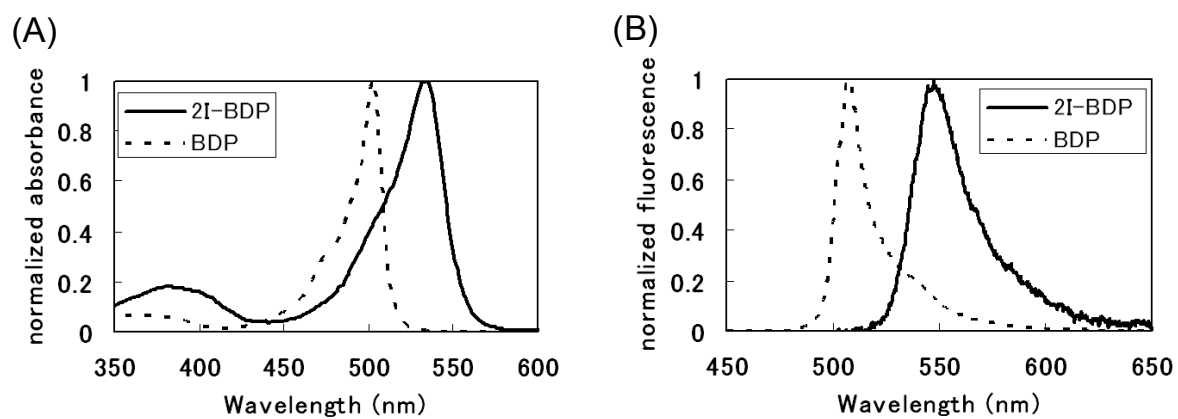 (A)
normalized absorbance
1
0.8
0.6
0.4
0.2
0
2I-BDP
BDP
350 400 450 500 550 600
Wavelength (nm)
(B)
normalized fluorescence
1
0.8
0.6
0.4
0.2
0
2I-BDP
BDP
450 500 550 600 650
Wavelength (nm)